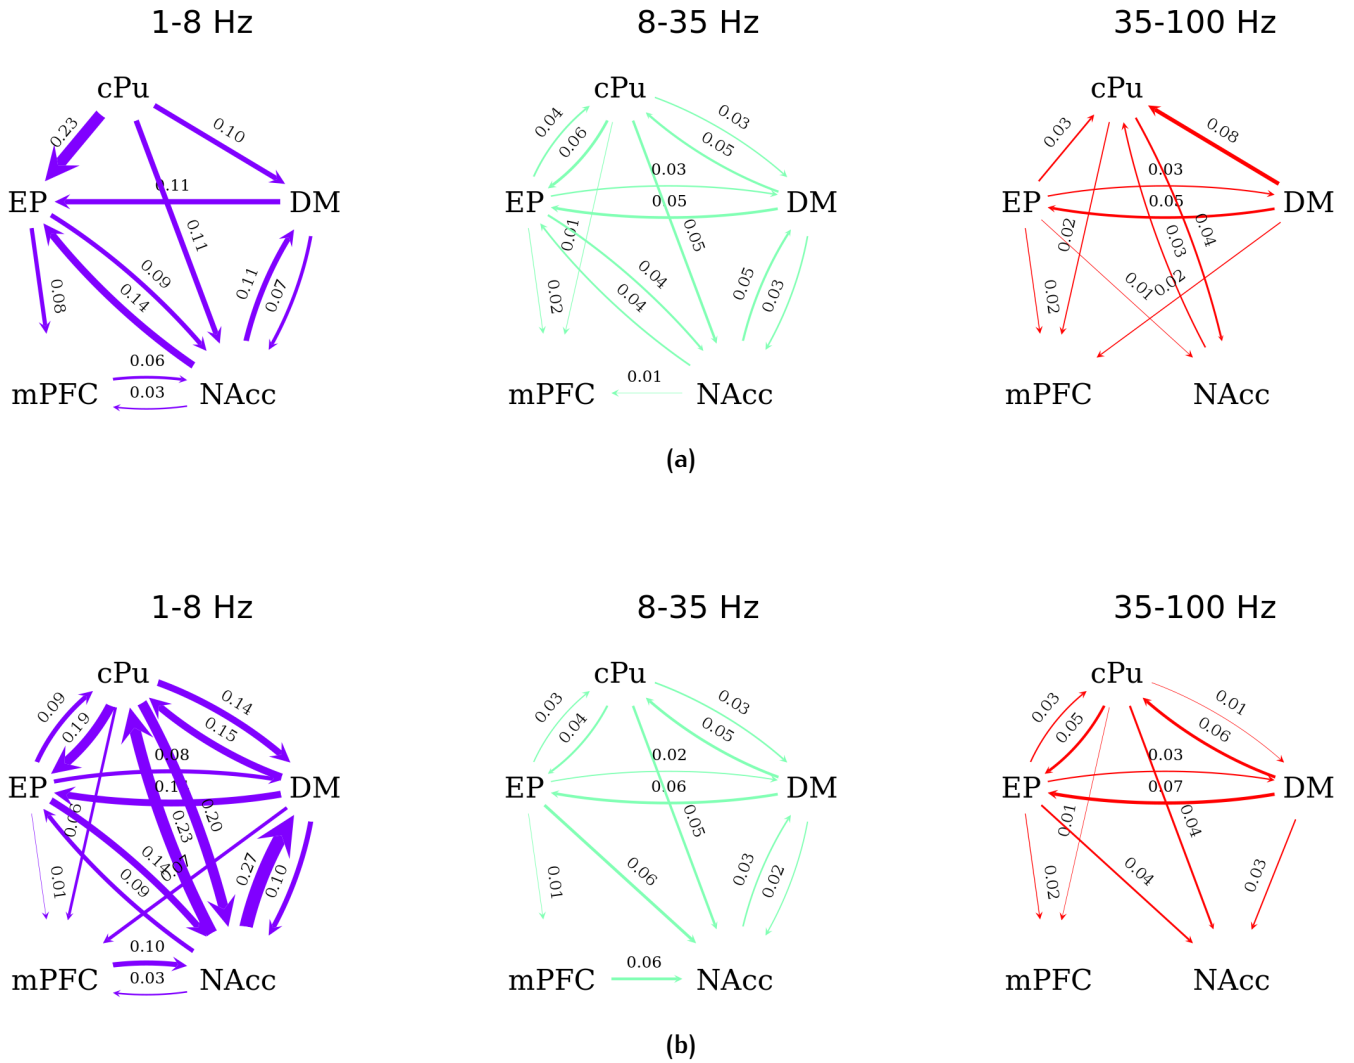 1-8 Hz 8-35 Hz 35-100 Hz
cPu cPu cPu
0.23 0.10 0.04 0.06 0.03 0.05 0.03 0.08
0.11 0.03 0.03
EP DM EP DM EP DM
0.05 0.05
0.11 0.01 0.05 0.02 0.03 0.04
0.09 0.11 0.04 0.05 0.01 0.02
0.08 0.14 0.07 0.02 0.04 0.03 0.02
0.06 0.01
mPFC NAcc mPFC NAcc mPFC NAcc
0.03
(a)
1-8 Hz 8-35 Hz 35-100 Hz
cPu cPu cPu
0.09 0.19 0.14 0.15 0.03 0.04 0.03 0.05 0.03 0.05 0.01 0.06
0.08 0.02 0.03
EP DM EP DM EP DM
0.06 0.07
0.06 0.23 0.20 0.05 0.01 0.04
0.14 0.07 0.27 0.06 0.03 0.04 0.03
0.01 0.09 0.10 0.01 0.02 0.02
0.10 0.06
mPFC NAcc mPFC NAcc mPFC NAcc
0.03
(b)